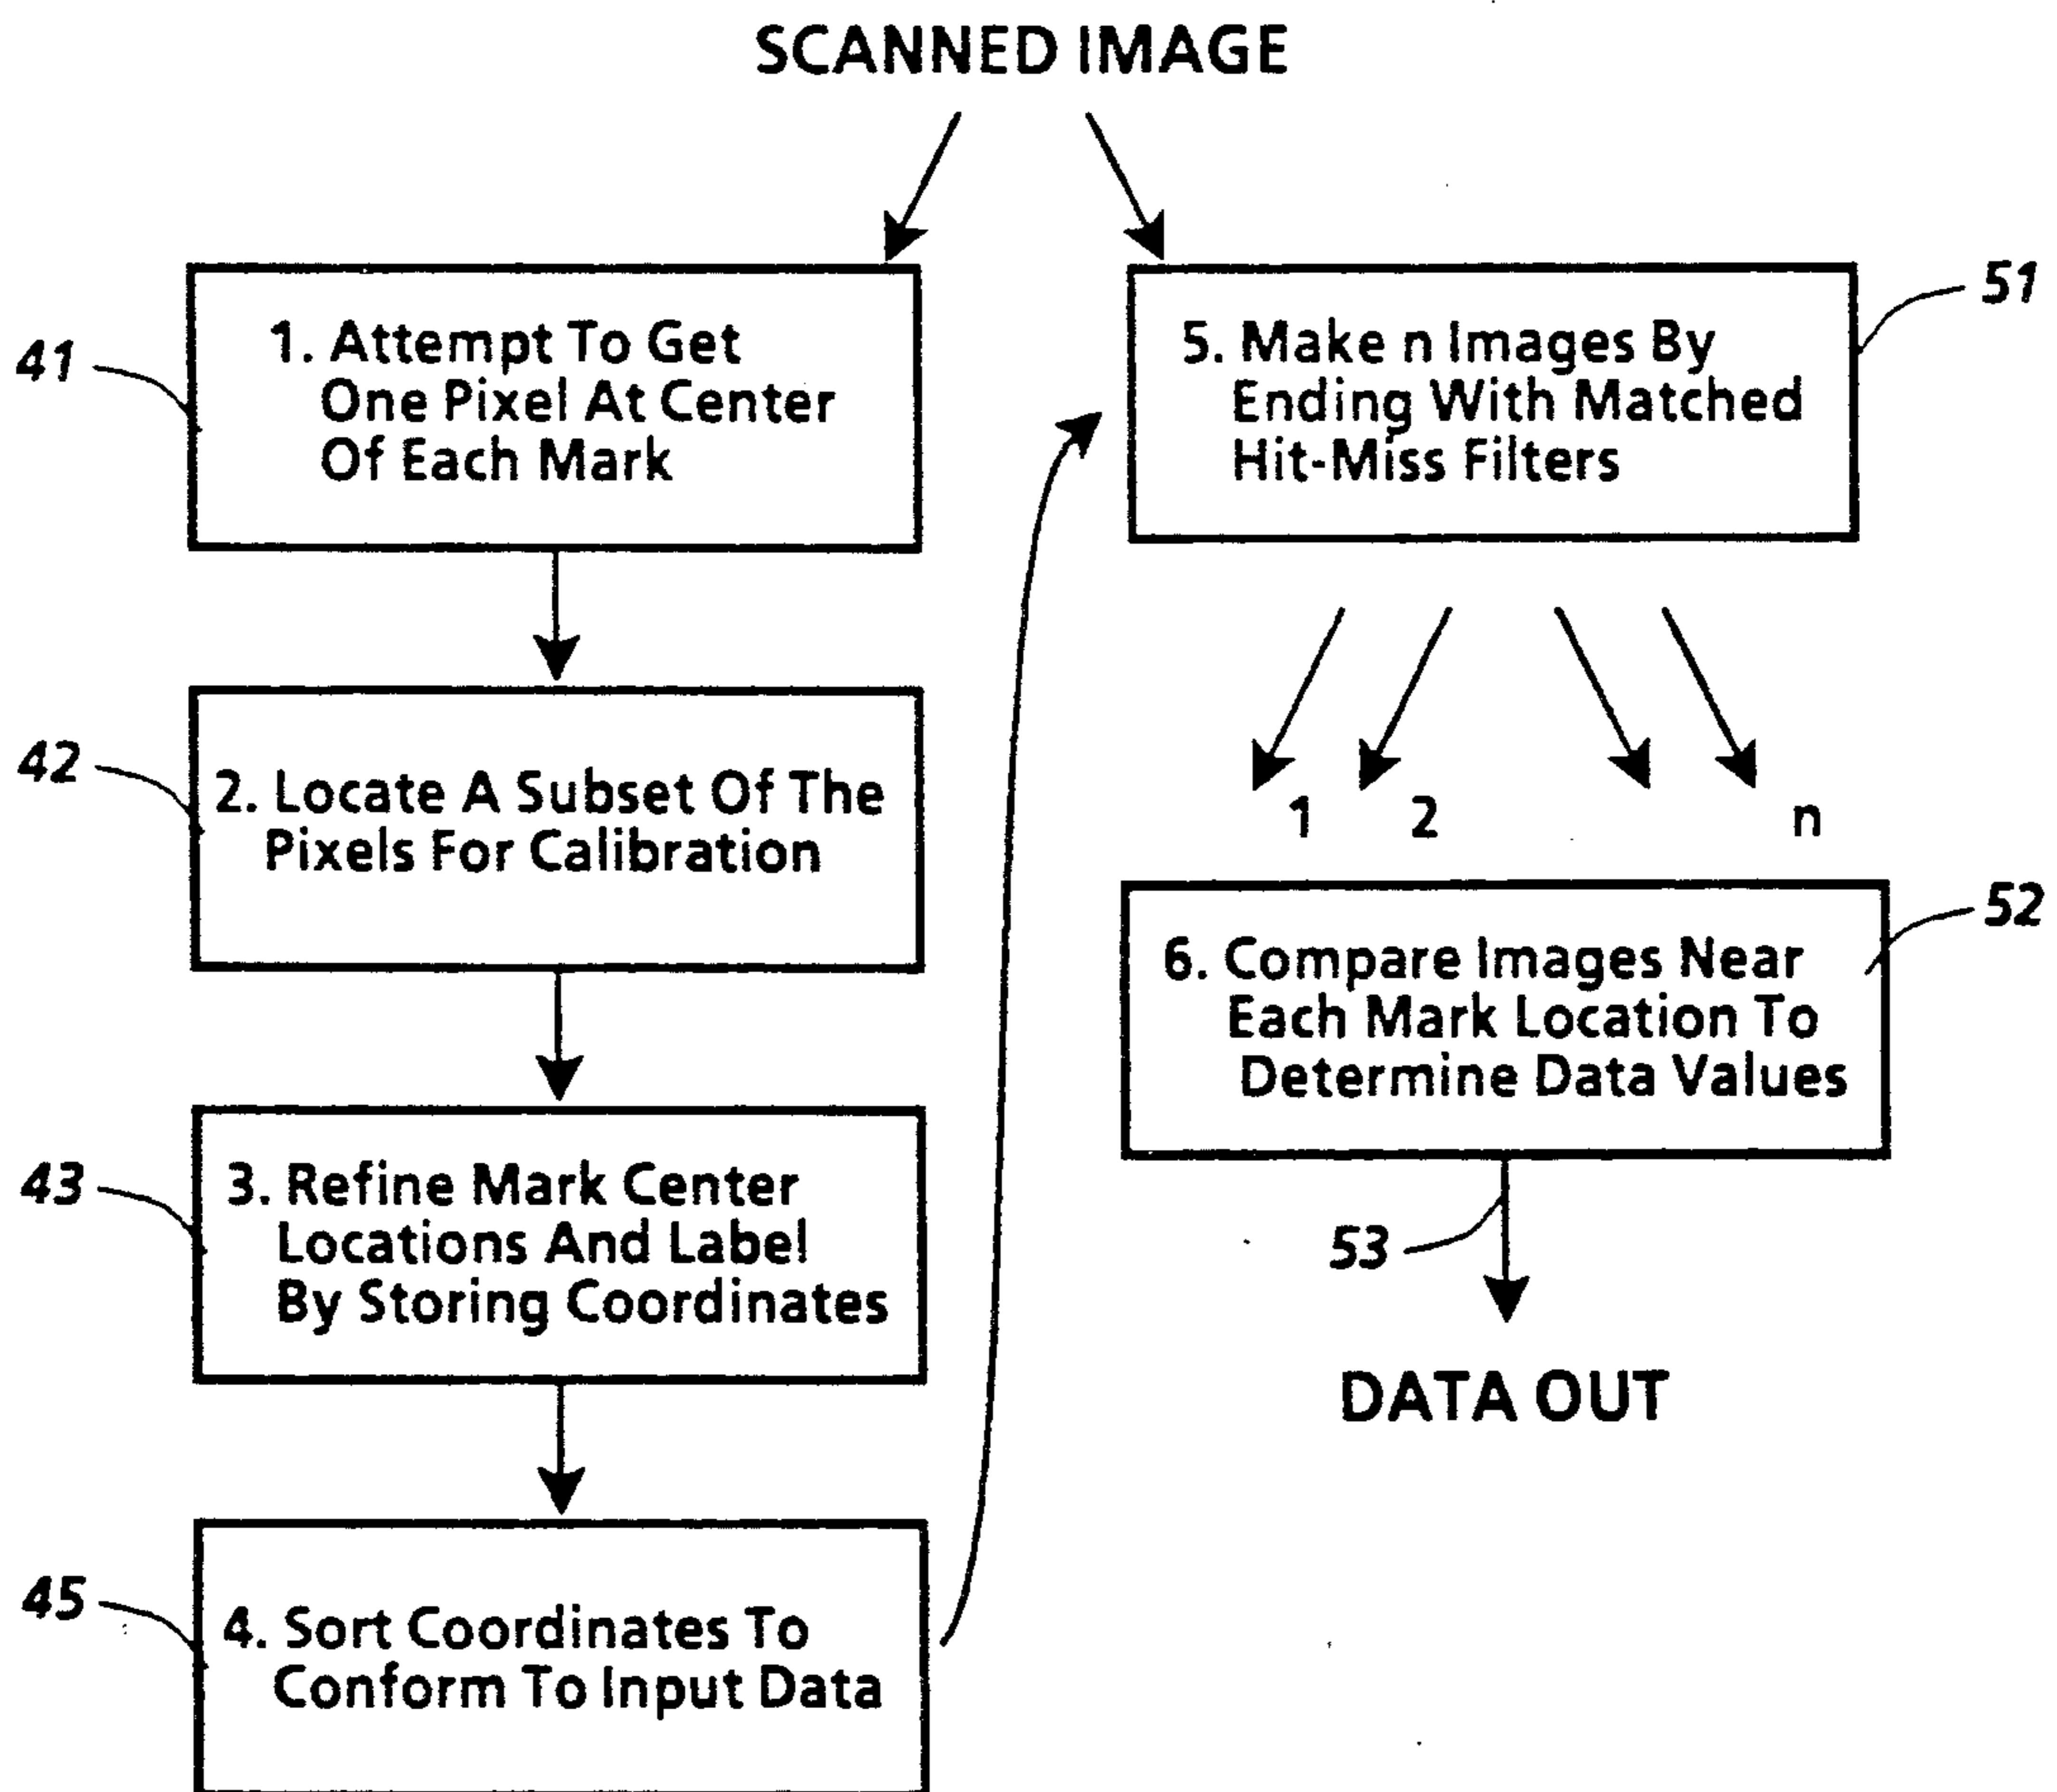 SCANNED IMAGE
41
1. Attempt To Get
One Pixel At Center
Of Each Mark
42
2. Locate A Subset Of The
Pixels For Calibration
43
3. Refine Mark Center
Locations And Label
By Storing Coordinates
45
4. Sort Coordinates To
Conform To Input Data
51
5. Make n Images By
Ending With Matched
Hit-Miss Filters
1 2 n
52
6. Compare Images Near
Each Mark Location To
Determine Data Values
53
DATA OUT